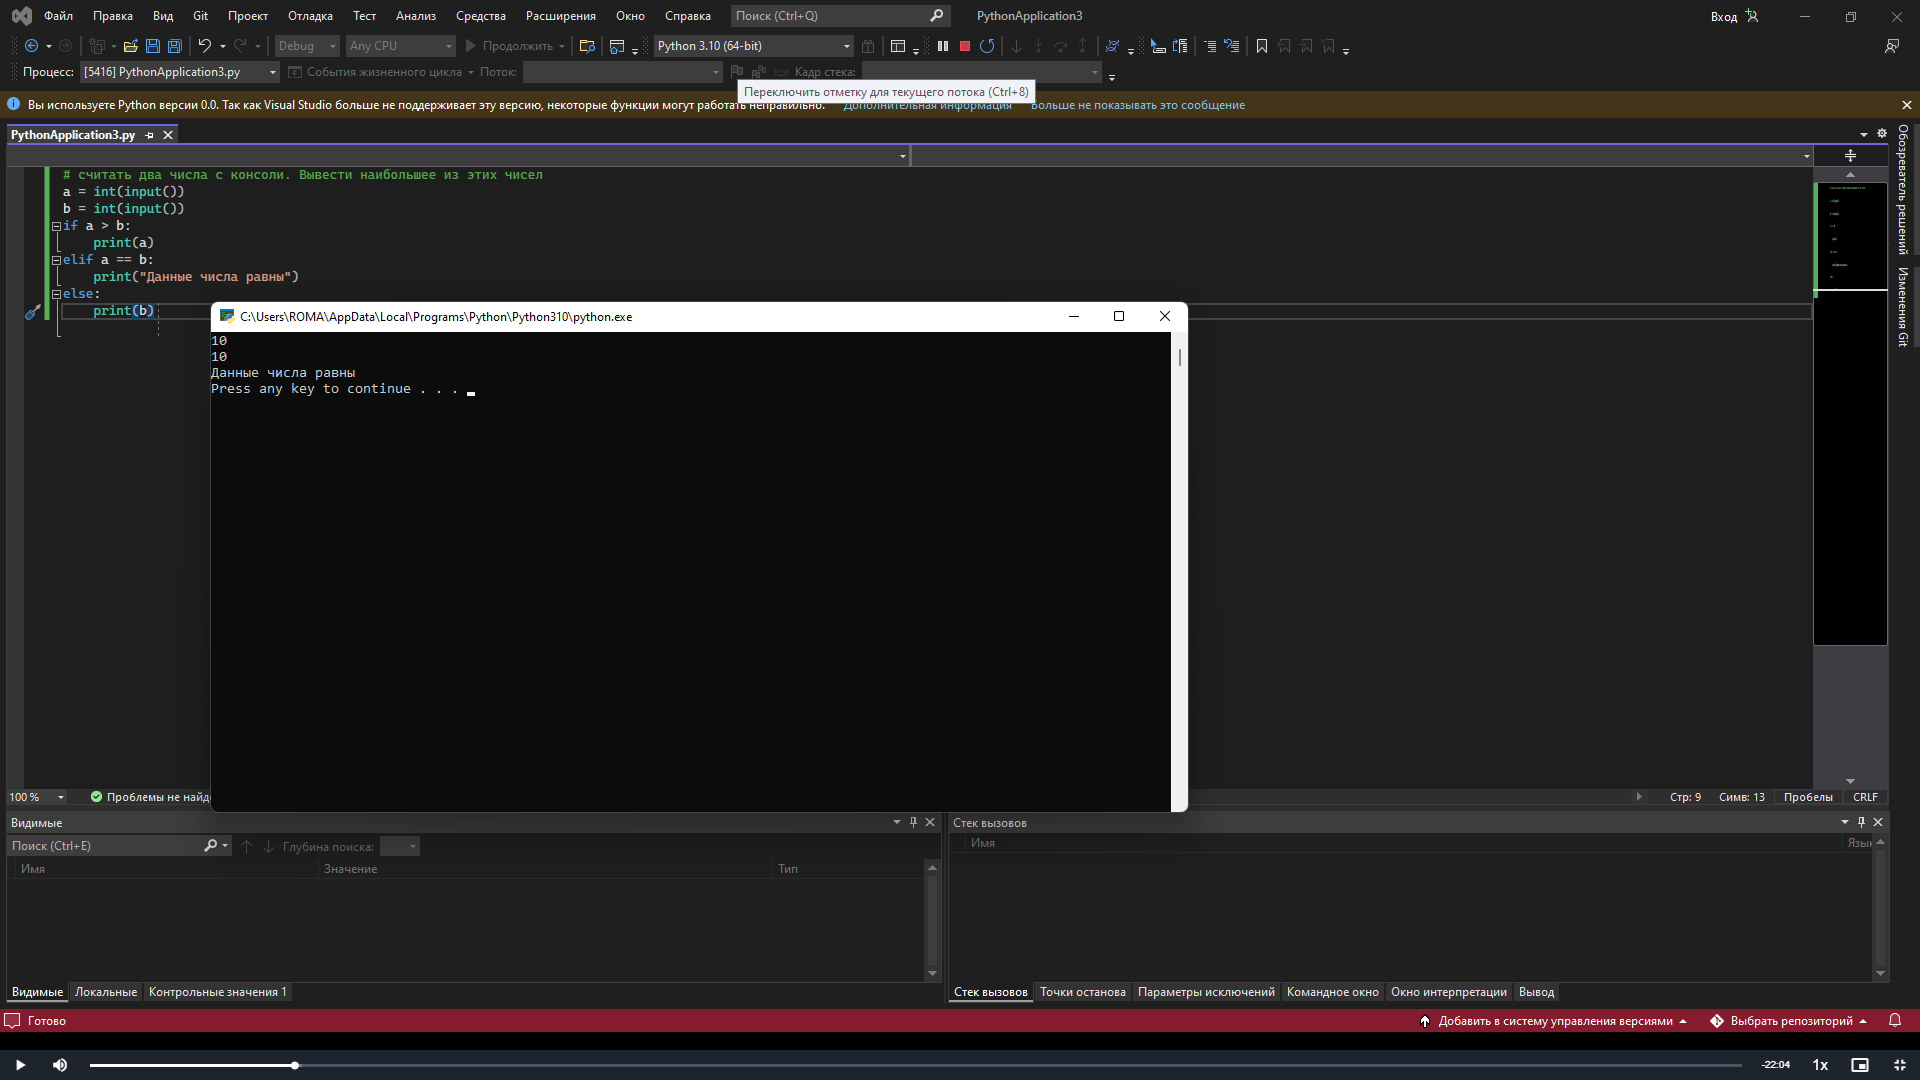 Файл Правка Вид Git Проект Отладка Тест Анализ Средства Расширения Окно Справка Поиск (Ctrl+Q) PythonApplication3 Вход
Debug Any CPU Продолжить Python 3.10 (64-bit)
Процесс: [5416] PythonApplication3.py События жизненного цикла Поток: Кадр стека:
Переключить отметку для текущего потока (Ctrl+8)
Вы используете Python версии 0.0. Так как Visual Studio больше не поддерживает эту версию, некоторые функции могут работать неправильно. Дополнительная информация Больше не показывать это сообщение
PythonApplication3.py
# считать два числа с консоли. Вывести наибольшее из этих чисел
a = int(input())
b = int(input())
if a > b:
print(a)
elif a == b:
print("Данные числа равны")
else:
print(b)
C:\Users\ROMA\AppData\Local\Programs\Python\Python310\python.exe
10
10
Данные числа равны
Press any key to continue . . .
Обозреватель решений
Изменения Git
100 % Проблемы не найд Стр: 9 Симв: 13 Пробелы CRLF
Видимые
Поиск (Ctrl+E) Глубина поиска:
Имя Значение Тип
Видимые Локальные Контрольные значения 1
Стек вызовов
Имя Язык
Стек вызовов Точки останова Параметры исключений Командное окно Окно интерпретации Вывод
Готово Добавить в систему управления версиями Выбрать репозиторий
-22:04 1x